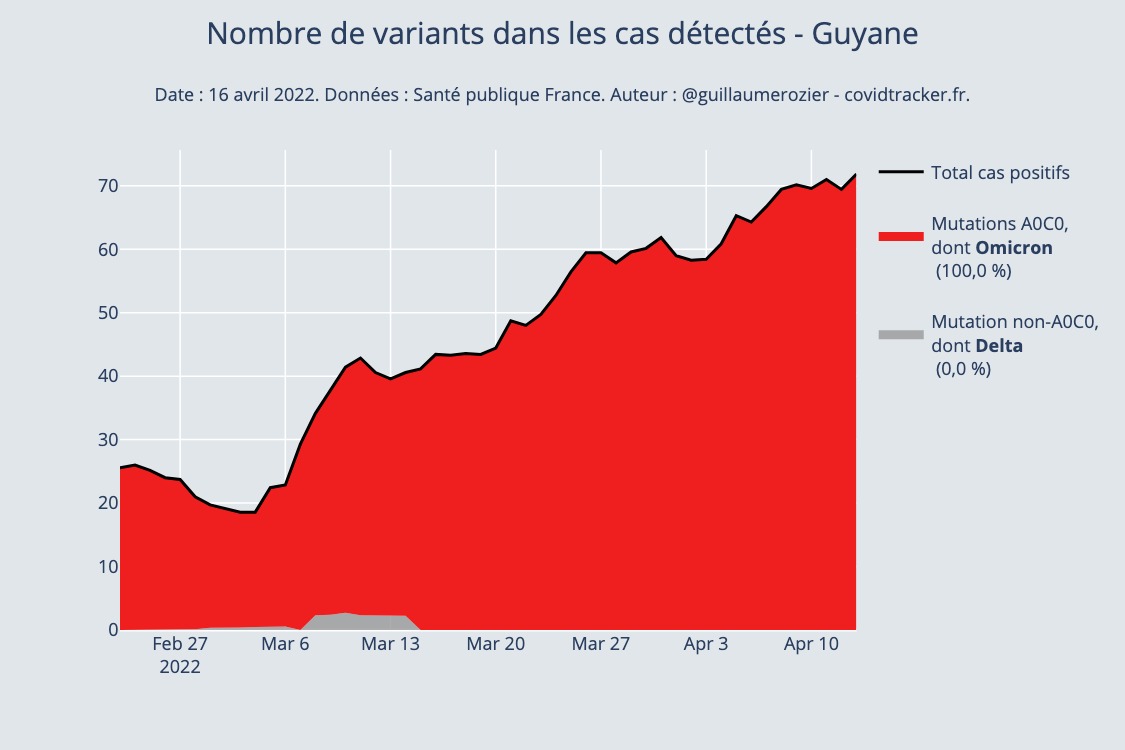 Nombre de variants dans les cas détectés - Guyane
Date : 16 avril 2022. Données : Santé publique France. Auteur : @guillaumerozier - covidtracker.fr.
70
60
50
40
30
20
10
0
Feb 27
2022
Mar 6
Mar 13
Mar 20
Mar 27
Apr 3
Apr 10
Total cas positifs
Mutations A0C0,
dont Omicron
(100,0 %)
Mutation non-A0C0,
dont Delta
(0,0 %)